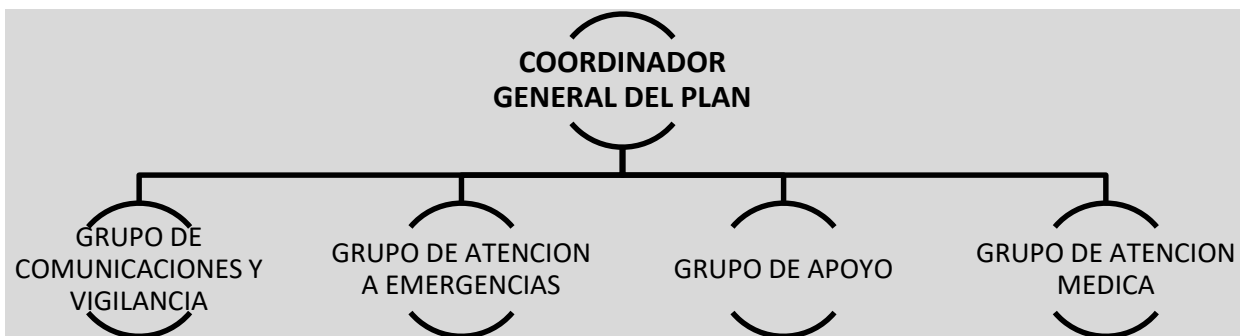 COORDINADOR
GENERAL DEL PLAN
GRUPO DE
COMUNICACIONES Y
VIGILANCIA
GRUPO DE ATENCION
A EMERGENCIAS
GRUPO DE APOYO
GRUPO DE ATENCION
MEDICA